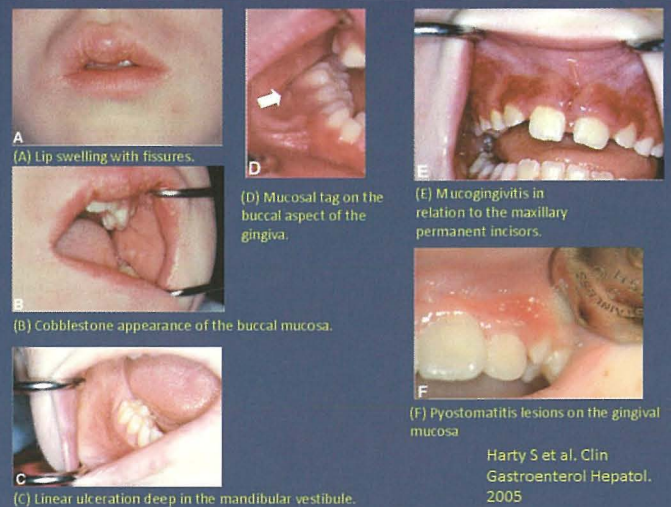 A
(A) Lip swelling with fissures.
B
(B) Cobblestone appearance of the buccal mucosa.
C
(C) Linear ulceration deep in the mandibular vestibule.
D
(D) Mucosal tag on the
buccal aspect of the
gingiva.
E
(E) Mucogingivitis in
relation to the maxillary
permanent incisors.
F
(F) Pyostomatitis lesions on the gingival
mucosa
Harty S et al. Clin
Gastroenterol Hepatol.
2005